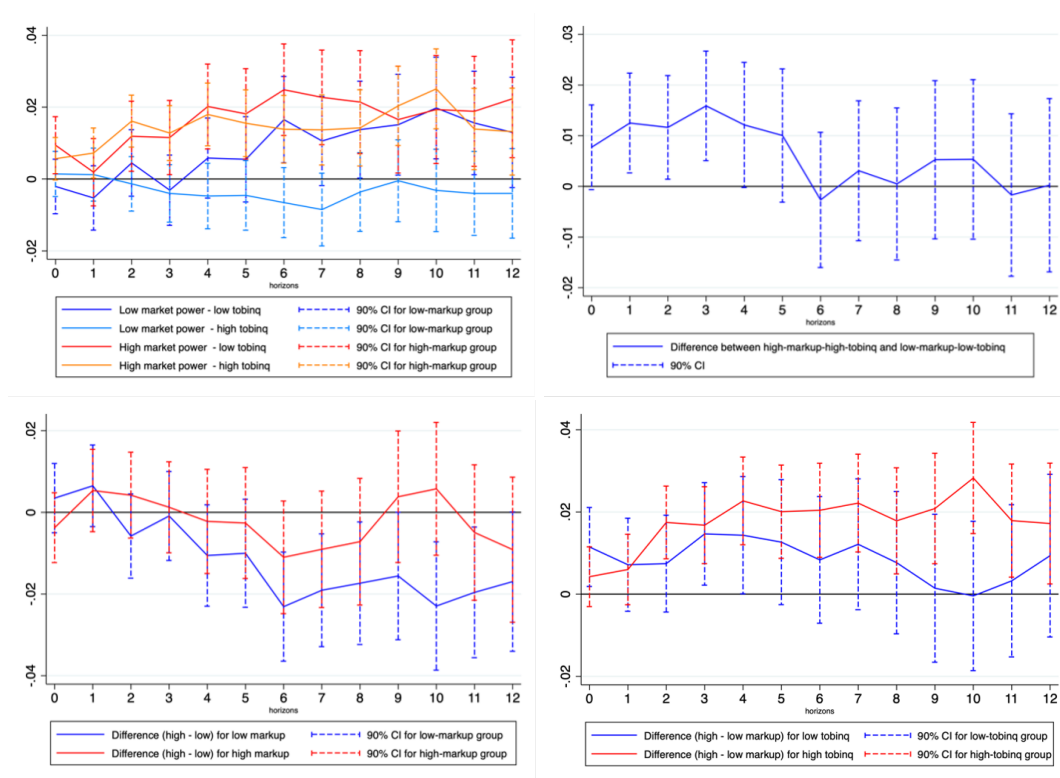 .04
.02
0
-.02
0 1 2 3 4 5 6 7 8 9 10 11 12
horizons
Low market power - low tobinq 90% CI for low-markup group
Low market power - high tobinq 90% CI for low-markup group
High market power - low tobinq 90% CI for high-markup group
High market power - high tobinq 90% CI for high-markup group
.03
.02
.01
0
-.01
-.02
0 1 2 3 4 5 6 7 8 9 10 11 12
horizons
Difference between high-markup-high-tobinq and low-markup-low-tobinq
90% CI
.02
0
-.02
-.04
0 1 2 3 4 5 6 7 8 9 10 11 12
horizons
Difference (high - low) for low markup 90% CI for low-markup group
Difference (high - low) for high markup 90% CI for high-markup group
.04
.02
0
-.02
0 1 2 3 4 5 6 7 8 9 10 11 12
horizons
Difference (high - low markup) for low tobinq 90% CI for low-tobinq group
Difference (high - low markup) for high tobinq 90% CI for high-tobinq group